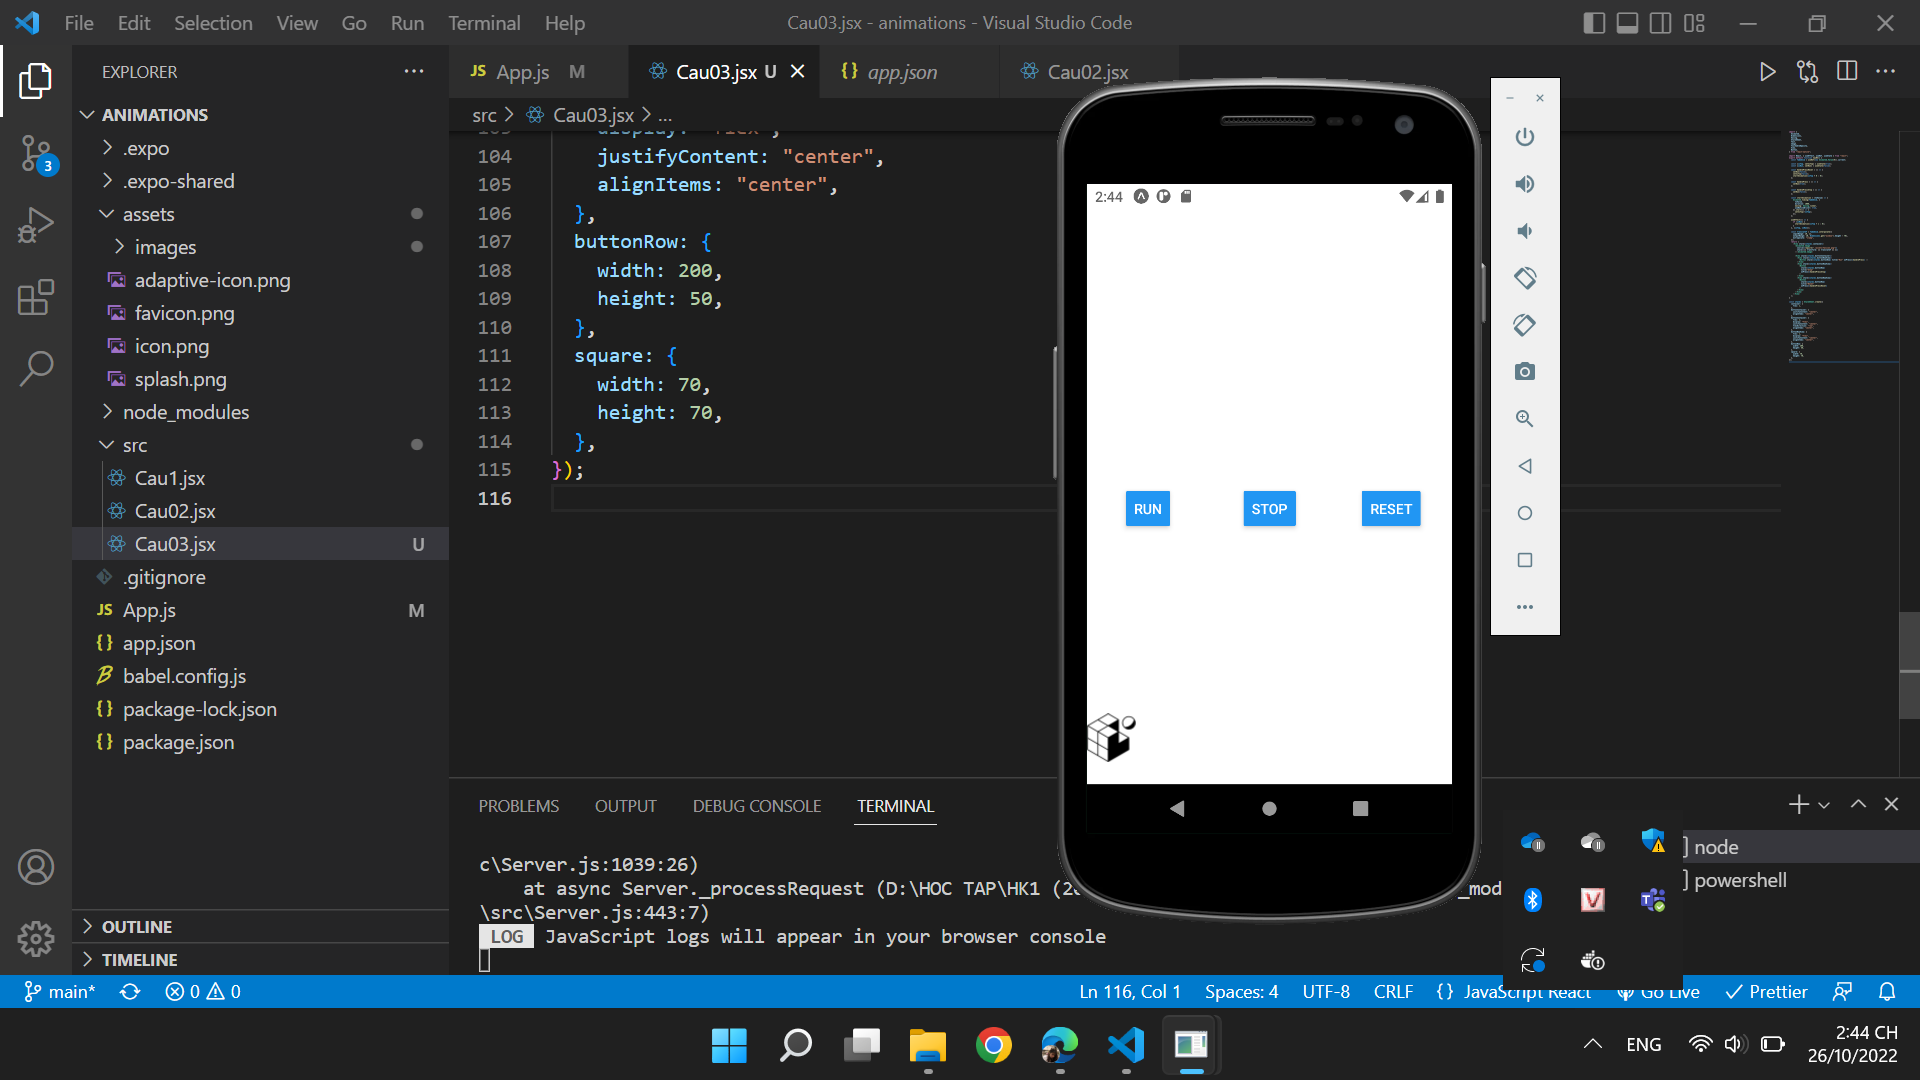 File Edit Selection View Go Run Terminal Help
Cau03.jsx - animations - Visual Studio Code
EXPLORER
ANIMATIONS
.expo
.expo-shared
assets
images
adaptive-icon.png
favicon.png
icon.png
splash.png
node_modules
src
Cau1.jsx
Cau02.jsx
Cau03.jsx U
.gitignore
JS App.js M
{} app.json
babel.config.js
{} package-lock.json
{} package.json
OUTLINE
TIMELINE
3
JS App.js M
Cau03.jsx U
{} app.json
Cau02.jsx
src > Cau03.jsx > ...
104 justifyContent: "center",
105 alignItems: "center",
106 },
107 buttonRow: {
108 width: 200,
109 height: 50,
110 },
111 square: {
112 width: 70,
113 height: 70,
114 },
115 });
116
2:44
RUN STOP RESET
PROBLEMS OUTPUT DEBUG CONSOLE TERMINAL
c\Server.js:1039:26)
at async Server._processRequest (D:\HOC TAP\HK1 (2
_mod
\src\Server.js:443:7)
LOG JavaScript logs will appear in your browser console
node
powershell
main* 0 0
Ln 116, Col 1 Spaces: 4 UTF-8 CRLF {} JavaScript React Go Live Prettier
ENG
2:44 CH
26/10/2022